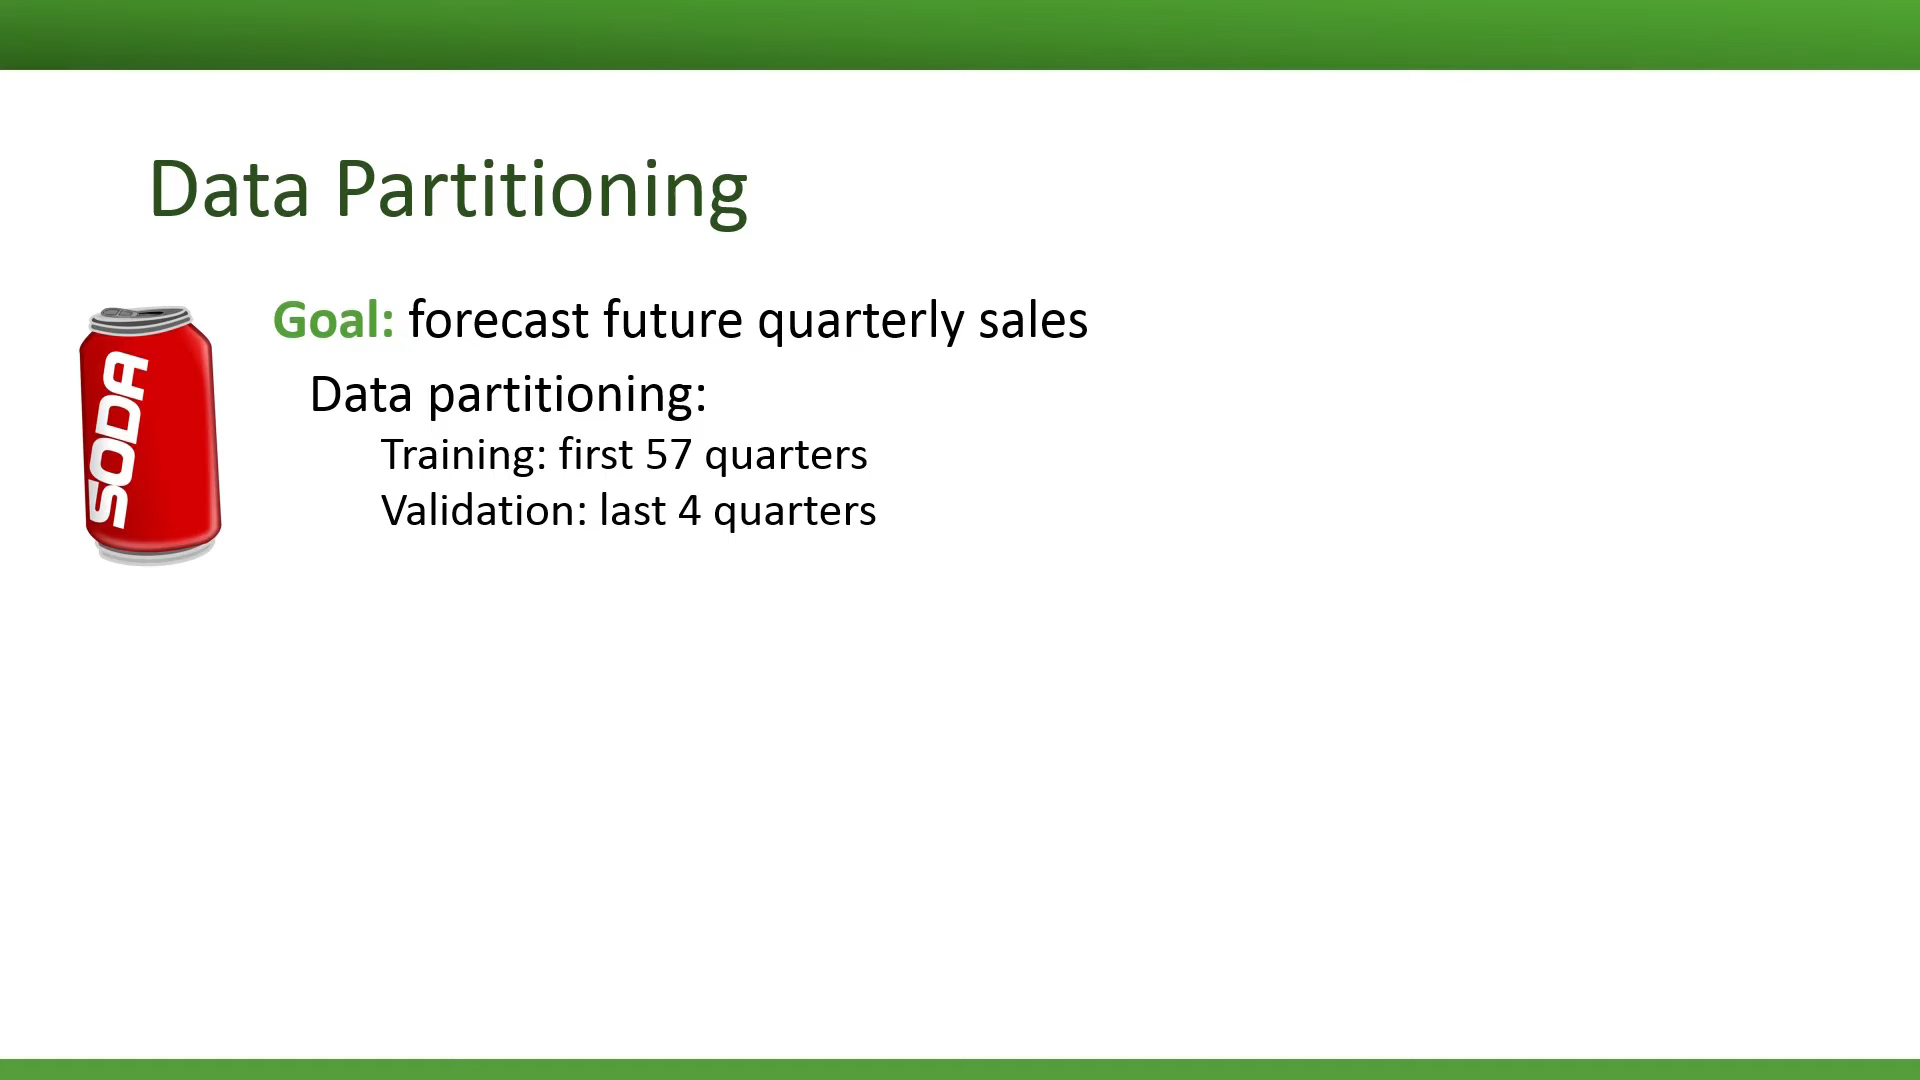 Data Partitioning
SODA
Goal: forecast future quarterly sales
Data partitioning:
Training: first 57 quarters
Validation: last 4 quarters